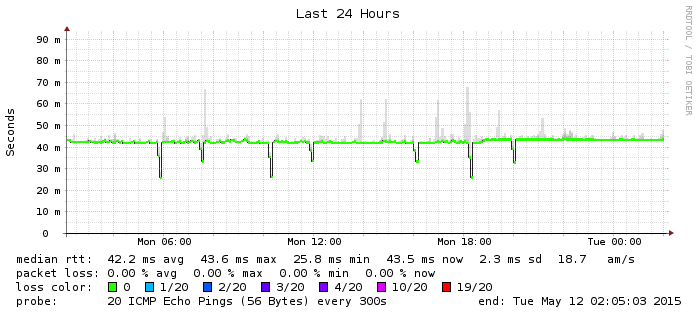 Last 24 Hours
RRDTOOL / TOBI OETIKER
Seconds
90 m
80 m
70 m
60 m
50 m
40 m
30 m
20 m
10 m
0
Mon 06:00 Mon 12:00 Mon 18:00 Tue 00:00
median rtt: 42.2 ms avg 43.6 ms max 25.8 ms min 43.5 ms now 2.3 ms sd 18.7 am/s
packet loss: 0.00 % avg 0.00 % max 0.00 % min 0.00 % now
loss color: 0 1/20 2/20 3/20 4/20 10/20 19/20
probe: 20 ICMP Echo Pings (56 Bytes) every 300s end: Tue May 12 02:05:03 2015